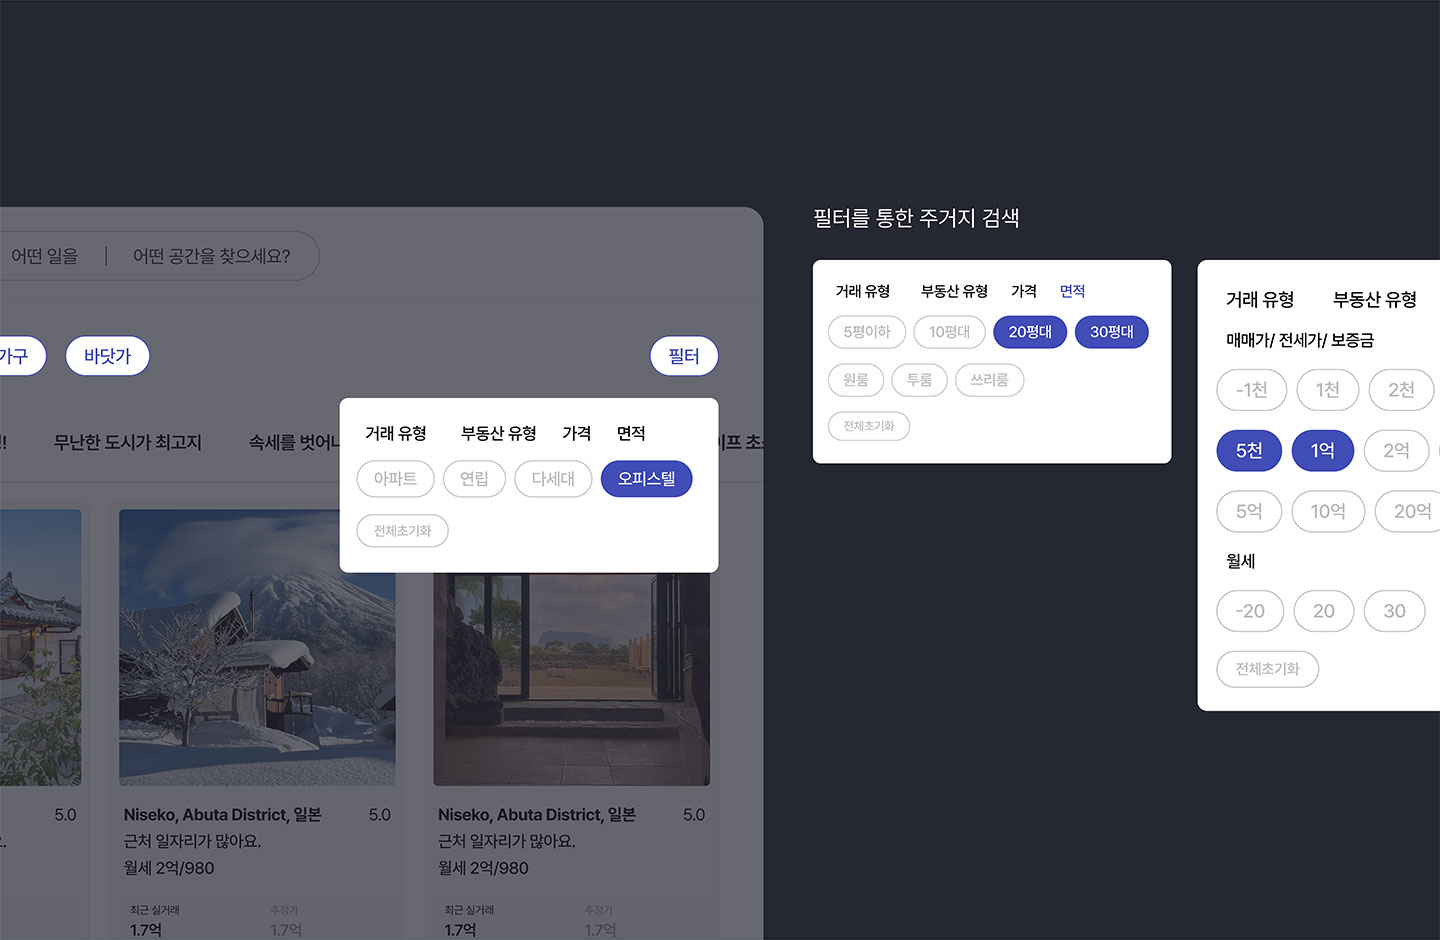 어떤 일을 | 어떤 공간을 찾으세요?
가구
바닷가
필터
무난한 도시가 최고지
속세를 벗어나
거래 유형 부동산 유형 가격 면적
아파트 연립 다세대 오피스텔
전체초기화
5.0
Niseko, Abuta District, 일본 5.0
근처 일자리가 많아요.
월세 2억/980
최근 실거래 추정가
1.7억 1.7억
Niseko, Abuta District, 일본 5.0
근처 일자리가 많아요.
월세 2억/980
최근 실거래 추정가
1.7억 1.7억
필터를 통한 주거지 검색
거래 유형 부동산 유형 가격 면적
5평이하 10평대 20평대 30평대
원룸 투룸 쓰리룸
전체초기화
거래 유형 부동산 유형
매매가/ 전세가/ 보증금
-1천 1천 2천
5천 1억 2억
5억 10억 20억
월세
-20 20 30
전체초기화